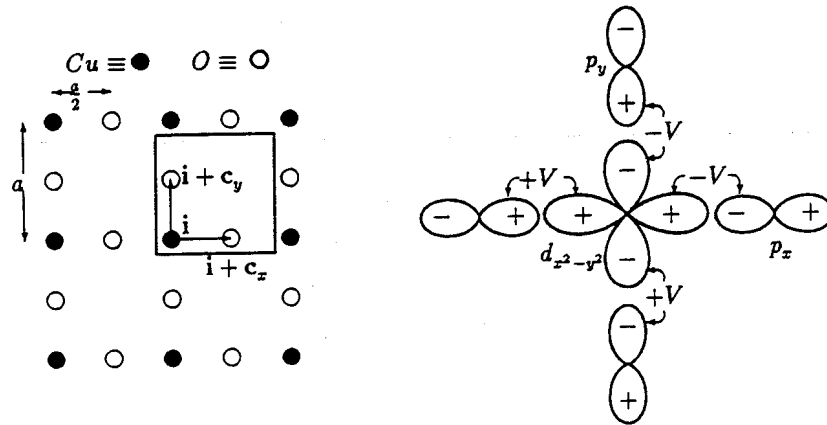 Cu ≡ ● O ≡ ○
a/2
a
i + c_y
i
i + c_x
−
p_y
+
−V
−
+V
−V
− + + + − +
d_{x²−y²}
p_x
−
+V
−
+